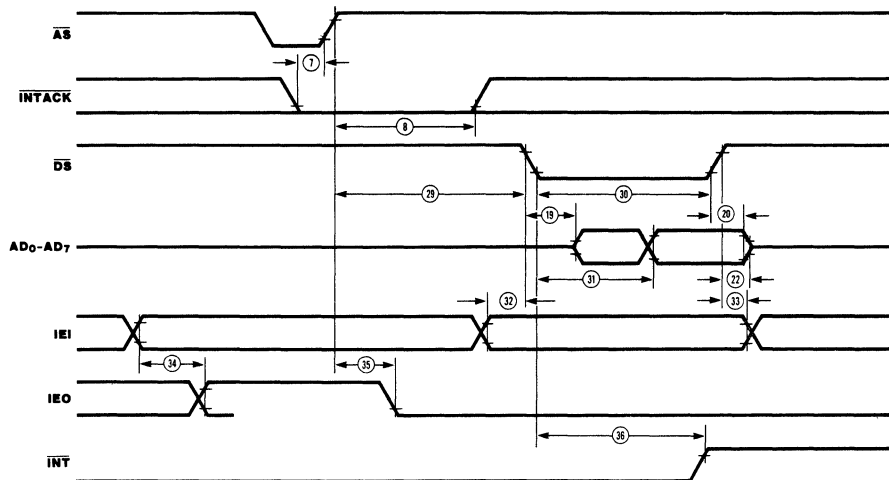 AS
7
INTACK
8
DS
29
30
19
20
AD0-AD7
31
22
32
33
IEI
34
35
IEO
36
INT